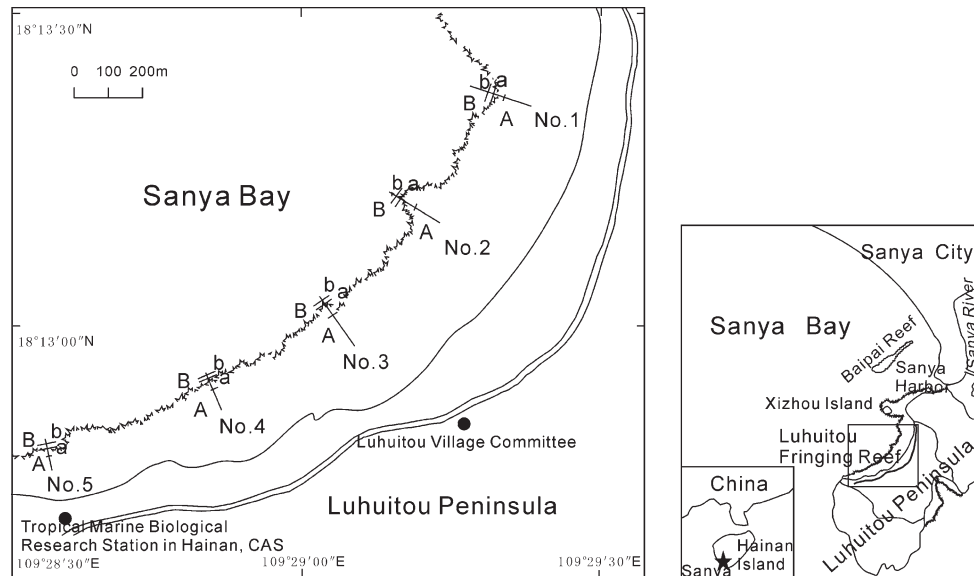 18°13′30″N
0 100 200m
b a
B
A
No.1
Sanya Bay
b a
B
A
No.2
b
a
B
A
No.3
18°13′00″N
b
B
a
A
No.4
B b
a
A
No.5
Luhuitou Village Committee
Luhuitou Peninsula
Tropical Marine Biological
Research Station in Hainan, CAS
109°28′30″E
109°29′00″E
109°29′30″E
Sanya City
Sanya Bay
Sanya River
Baipai Reef
Sanya
Harbor
Xizhou Island
Luhuitou
Fringing Reef
Luhuitou Peninsula
China
Hainan
Island
Sanya